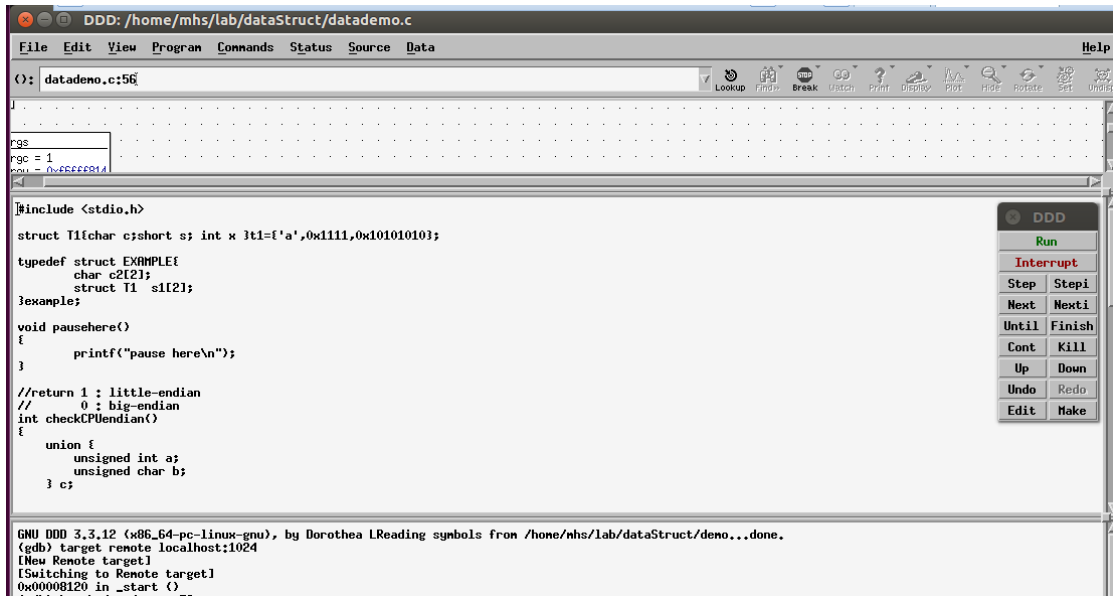 DDD: /home/mhs/lab/dataStruct/datademo.c
File Edit View Program Commands Status Source Data Help
(): datademo.c:56
Lookup Find» Break Watch Print Display Plot Hide Rotate Set Undisp
rgs
rgc = 1
#include <stdio.h>
struct T1{char c;short s; int x }t1={'a',0x1111,0x10101010};
typedef struct EXAMPLE{
char c2[2];
struct T1 s1[2];
}example;
void pausehere()
{
printf("pause here\n");
}
//return 1 : little-endian
// 0 : big-endian
int checkCPUendian()
{
union {
unsigned int a;
unsigned char b;
} c;
DDD
Run
Interrupt
Step Stepi
Next Nexti
Until Finish
Cont Kill
Up Down
Undo Redo
Edit Make
GNU DDD 3.3.12 (x86_64-pc-linux-gnu), by Dorothea LReading symbols from /home/mhs/lab/dataStruct/demo...done.
(gdb) target remote localhost:1024
[New Remote target]
[Switching to Remote target]
0x00008120 in _start ()